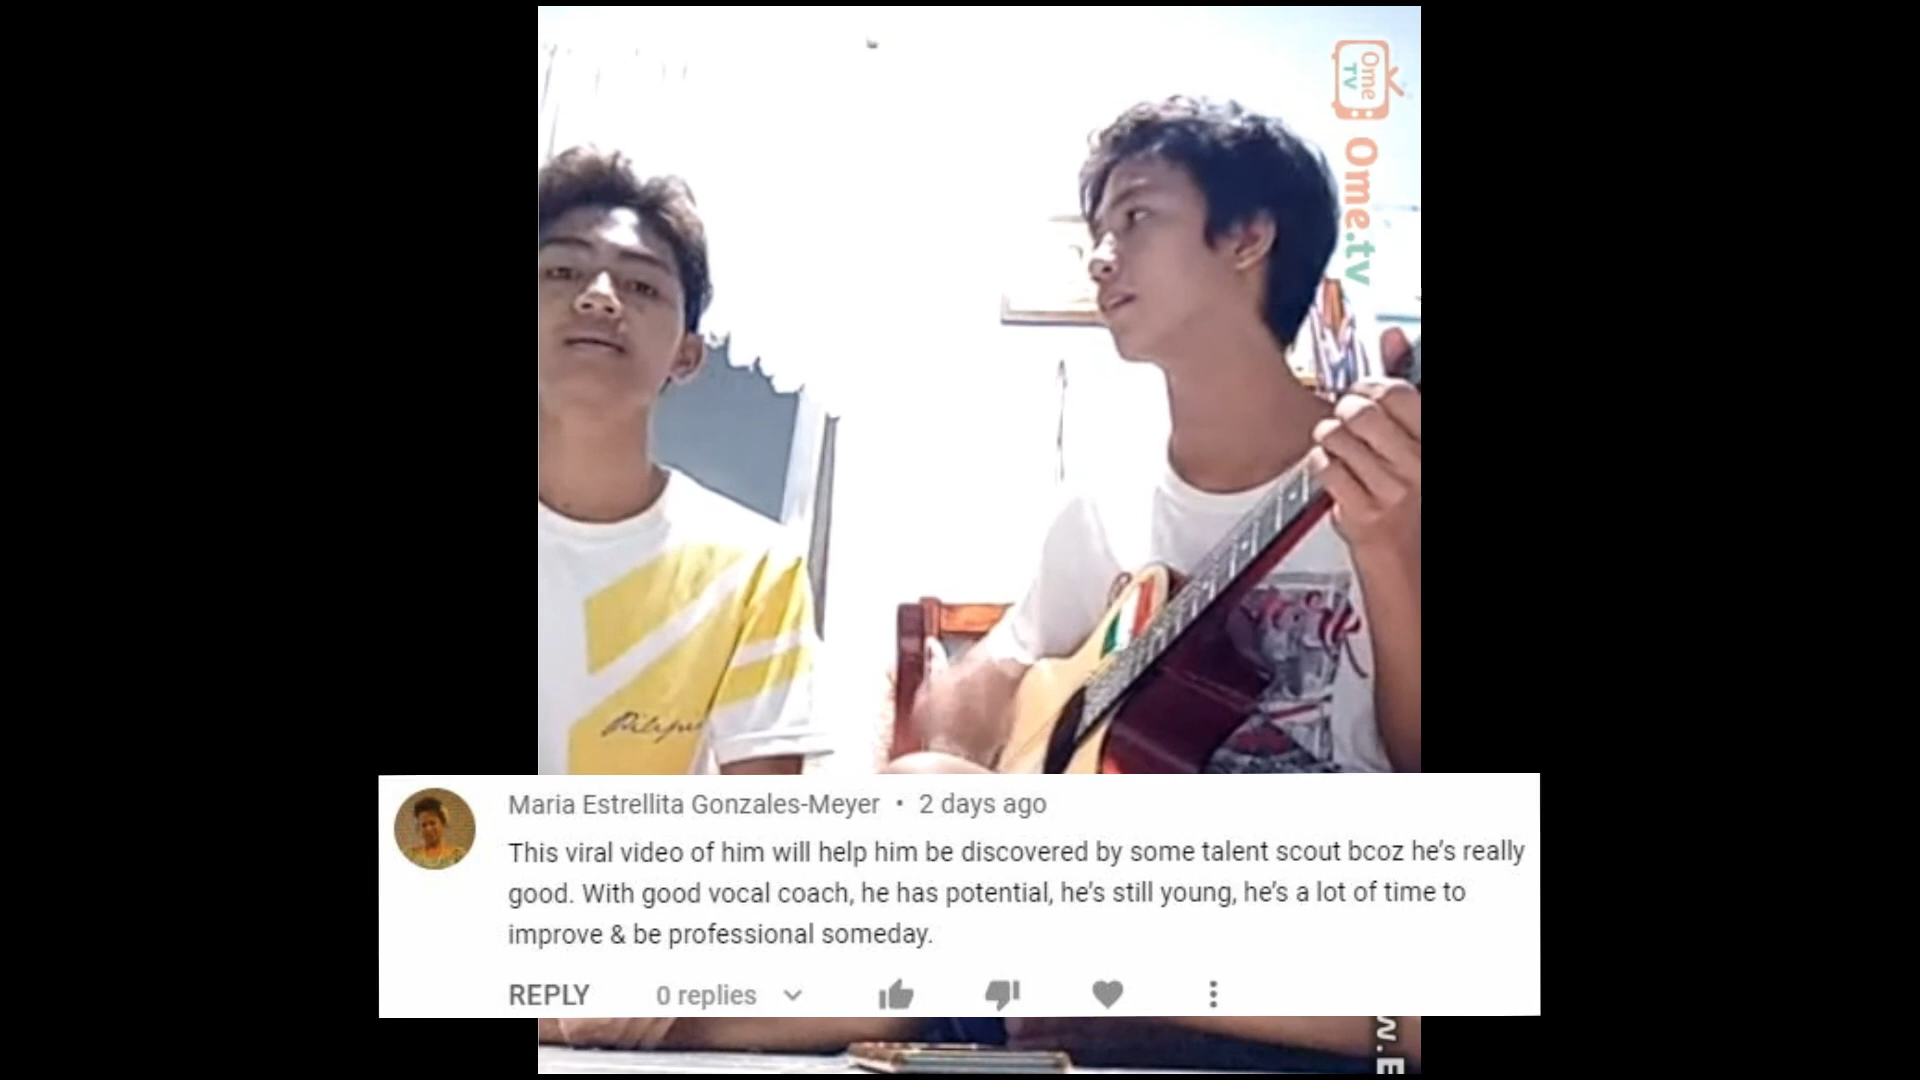 Ome
TV
Ome.tv
Maria Estrellita Gonzales-Meyer • 2 days ago
This viral video of him will help him be discovered by some talent scout bcoz he's really
good. With good vocal coach, he has potential, he's still young, he's a lot of time to
improve & be professional someday.
REPLY 0 replies
w.E